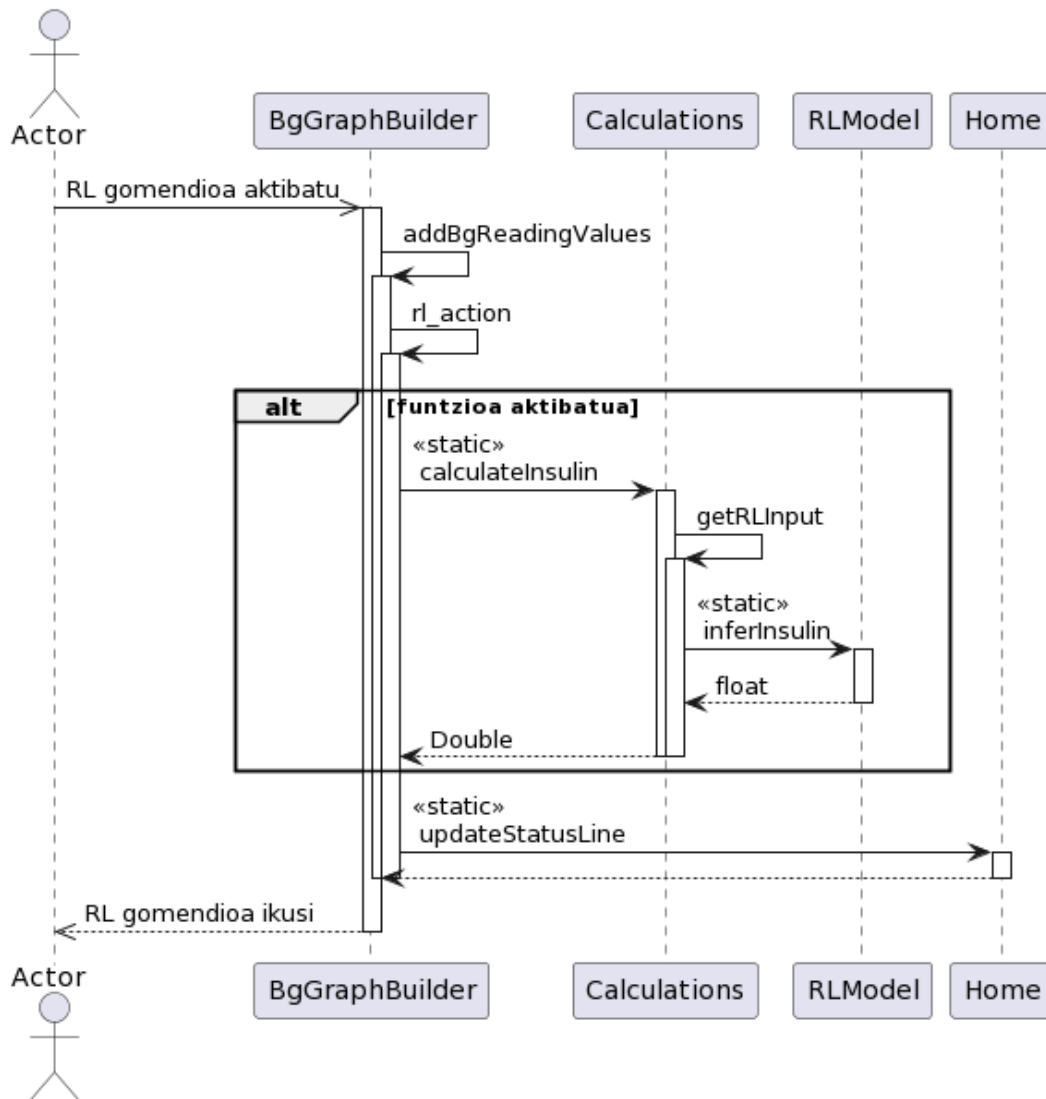 Actor
BgGraphBuilder
Calculations
RLModel
Home
RL gomendioa aktibatu
addBgReadingValues
rl_action
alt
[funtzioa aktibatua]
«static»
calculateInsulin
getRLInput
«static»
inferInsulin
float
Double
«static»
updateStatusLine
RL gomendioa ikusi
Actor
BgGraphBuilder
Calculations
RLModel
Home